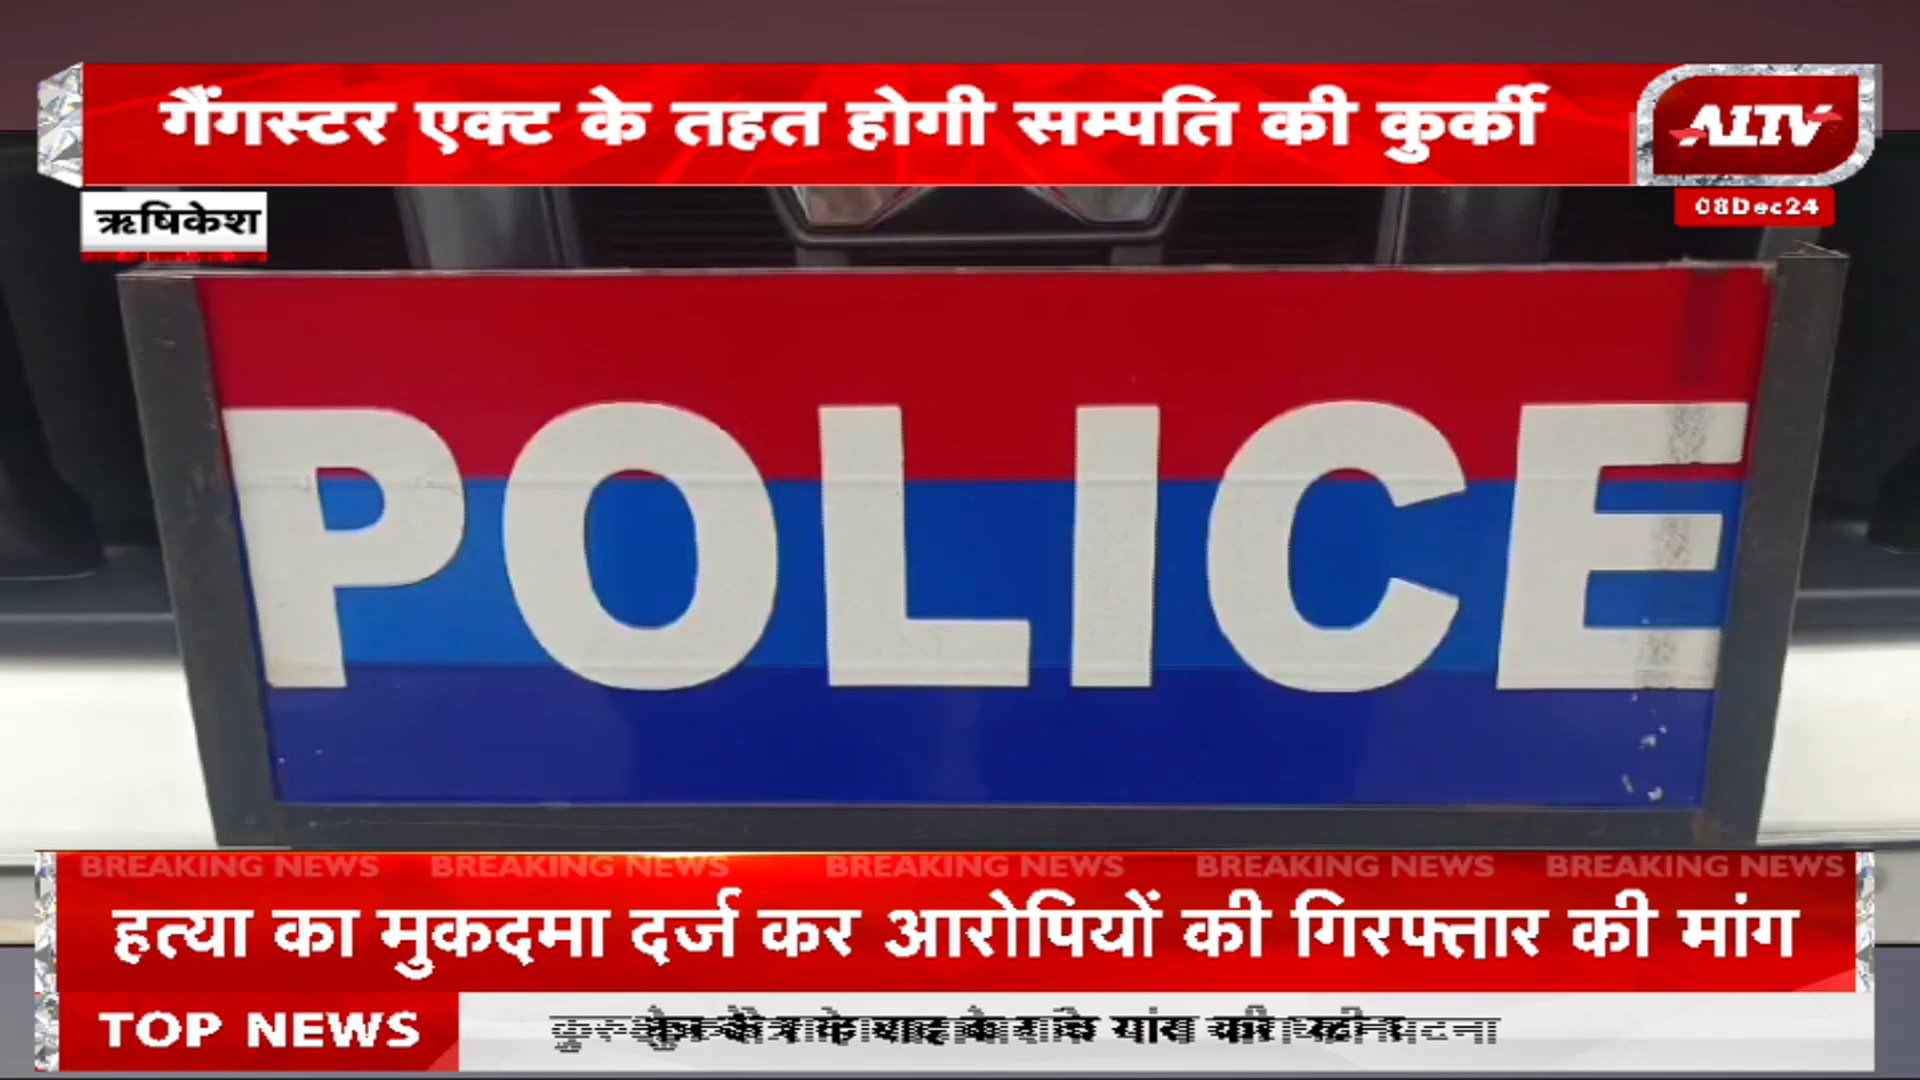 गैंगस्टर एक्ट के तहत होगी सम्पति की कुर्की
ALTV
ऋषिकेश
08Dec24
POLICE
BREAKING NEWS BREAKING NEWS BREAKING NEWS BREAKING NEWS BREAKING NEWS
हत्या का मुकदमा दर्ज कर आरोपियों की गिरफ्तार की मांग
TOP NEWS